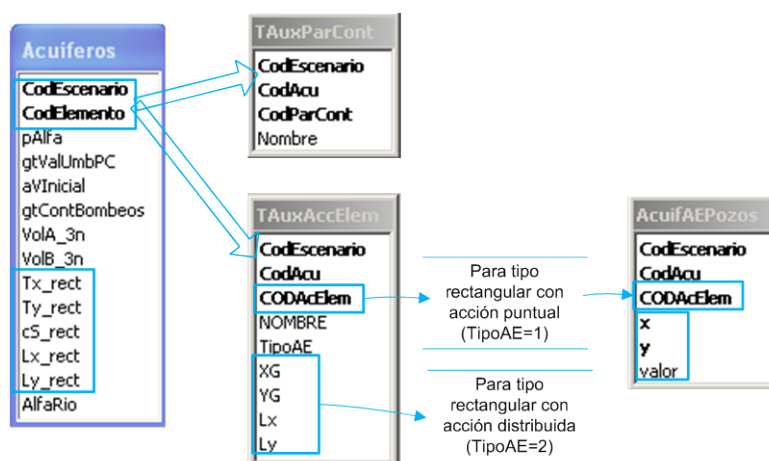 Acuiferos
CodEscenario
CodElemento
pAlfa
gtValUmbPC
aVInicial
gtContBombeos
VolA_3n
VolB_3n
Tx_rect
Ty_rect
cS_rect
Lx_rect
Ly_rect
AlfaRio
TAuxParCont
CodEscenario
CodAcu
CodParCont
Nombre
TAuxAccElem
CodEscenario
CodAcu
CODAcElem
NOMBRE
TipoAE
XG
YG
Lx
Ly
Para tipo
rectangular con
acción puntual
(TipoAE=1)
Para tipo
rectangular con
acción distribuida
(TipoAE=2)
AcuifAEPozos
CodEscenario
CodAcu
CODAcElem
x
y
valor